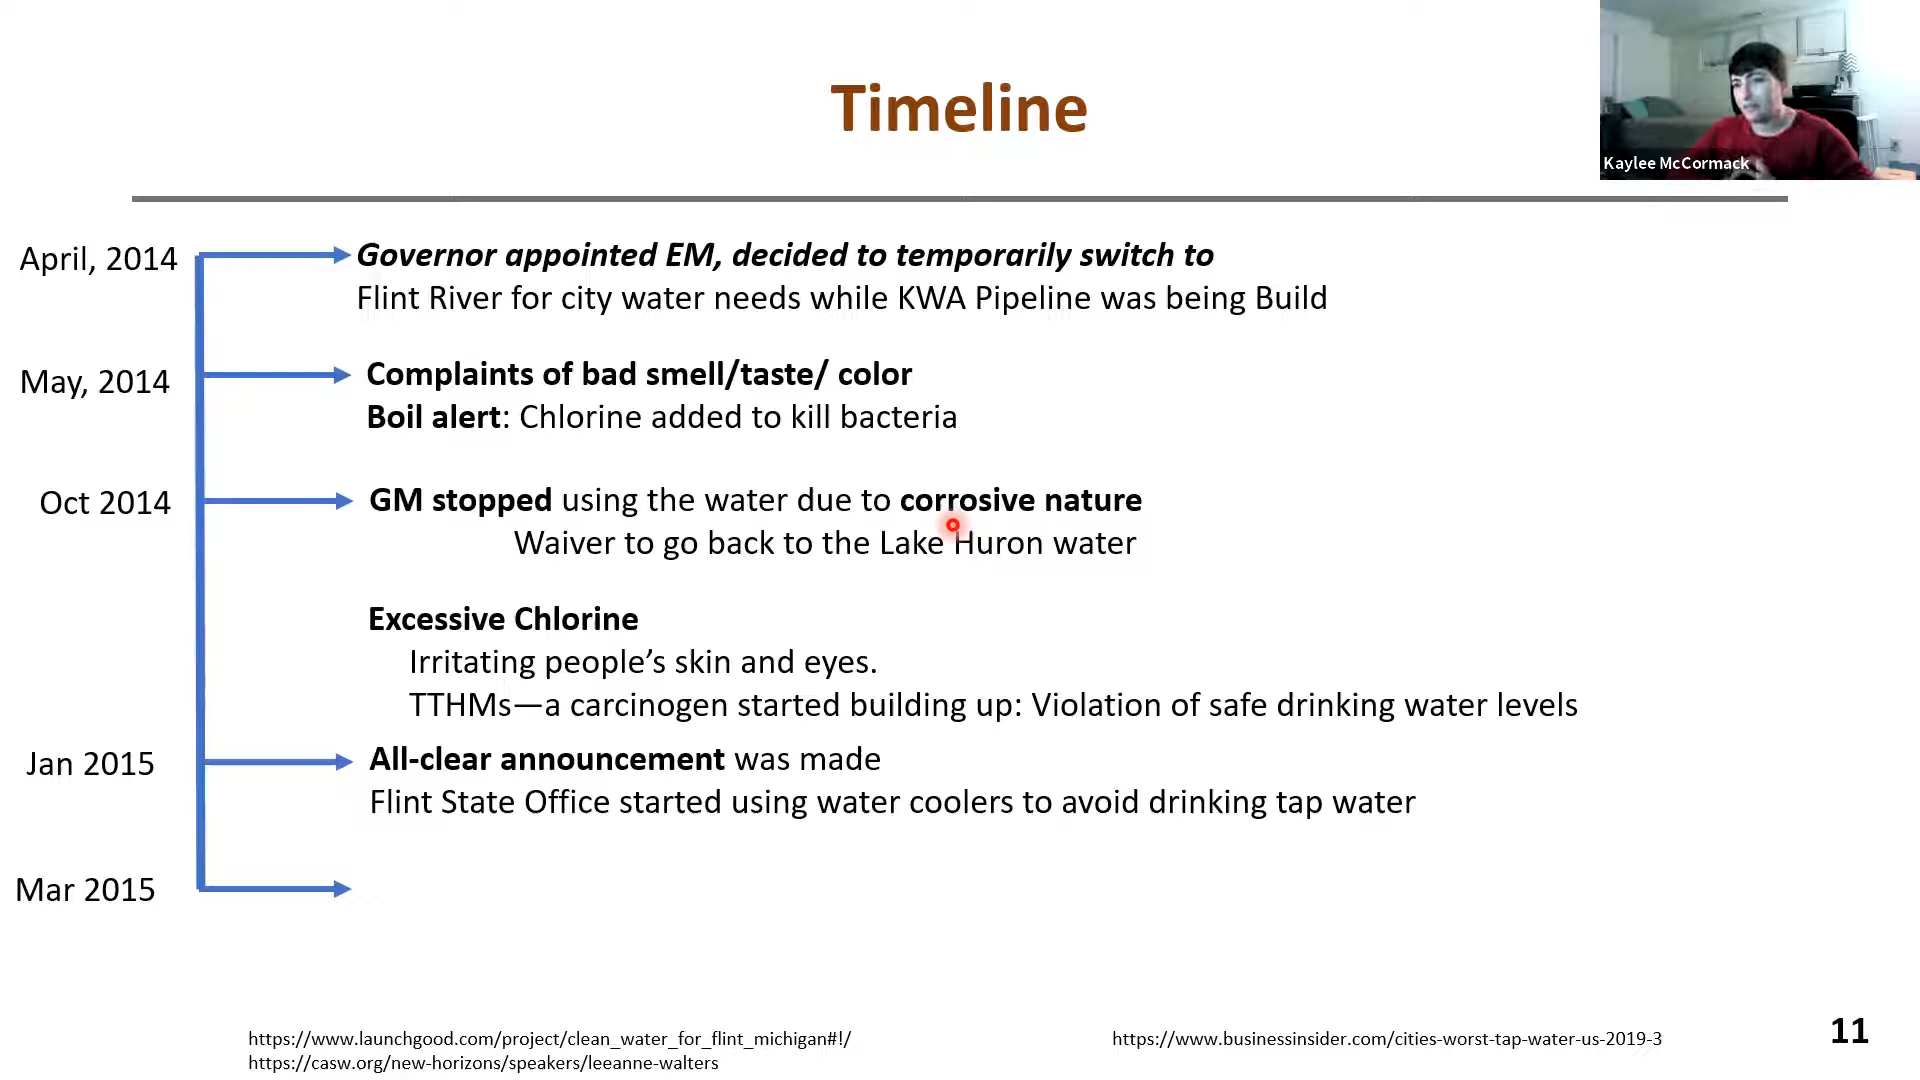 Timeline
Kaylee McCormack
April, 2014
Governor appointed EM, decided to temporarily switch to
Flint River for city water needs while KWA Pipeline was being Build
May, 2014
Complaints of bad smell/taste/ color
Boil alert: Chlorine added to kill bacteria
Oct 2014
GM stopped using the water due to corrosive nature
Waiver to go back to the Lake Huron water
Excessive Chlorine
Irritating people’s skin and eyes.
TTHMs—a carcinogen started building up: Violation of safe drinking water levels
Jan 2015
All-clear announcement was made
Flint State Office started using water coolers to avoid drinking tap water
Mar 2015
https://www.launchgood.com/project/clean_water_for_flint_michigan#!/
https://casw.org/new-horizons/speakers/leeanne-walters
https://www.businessinsider.com/cities-worst-tap-water-us-2019-3
11